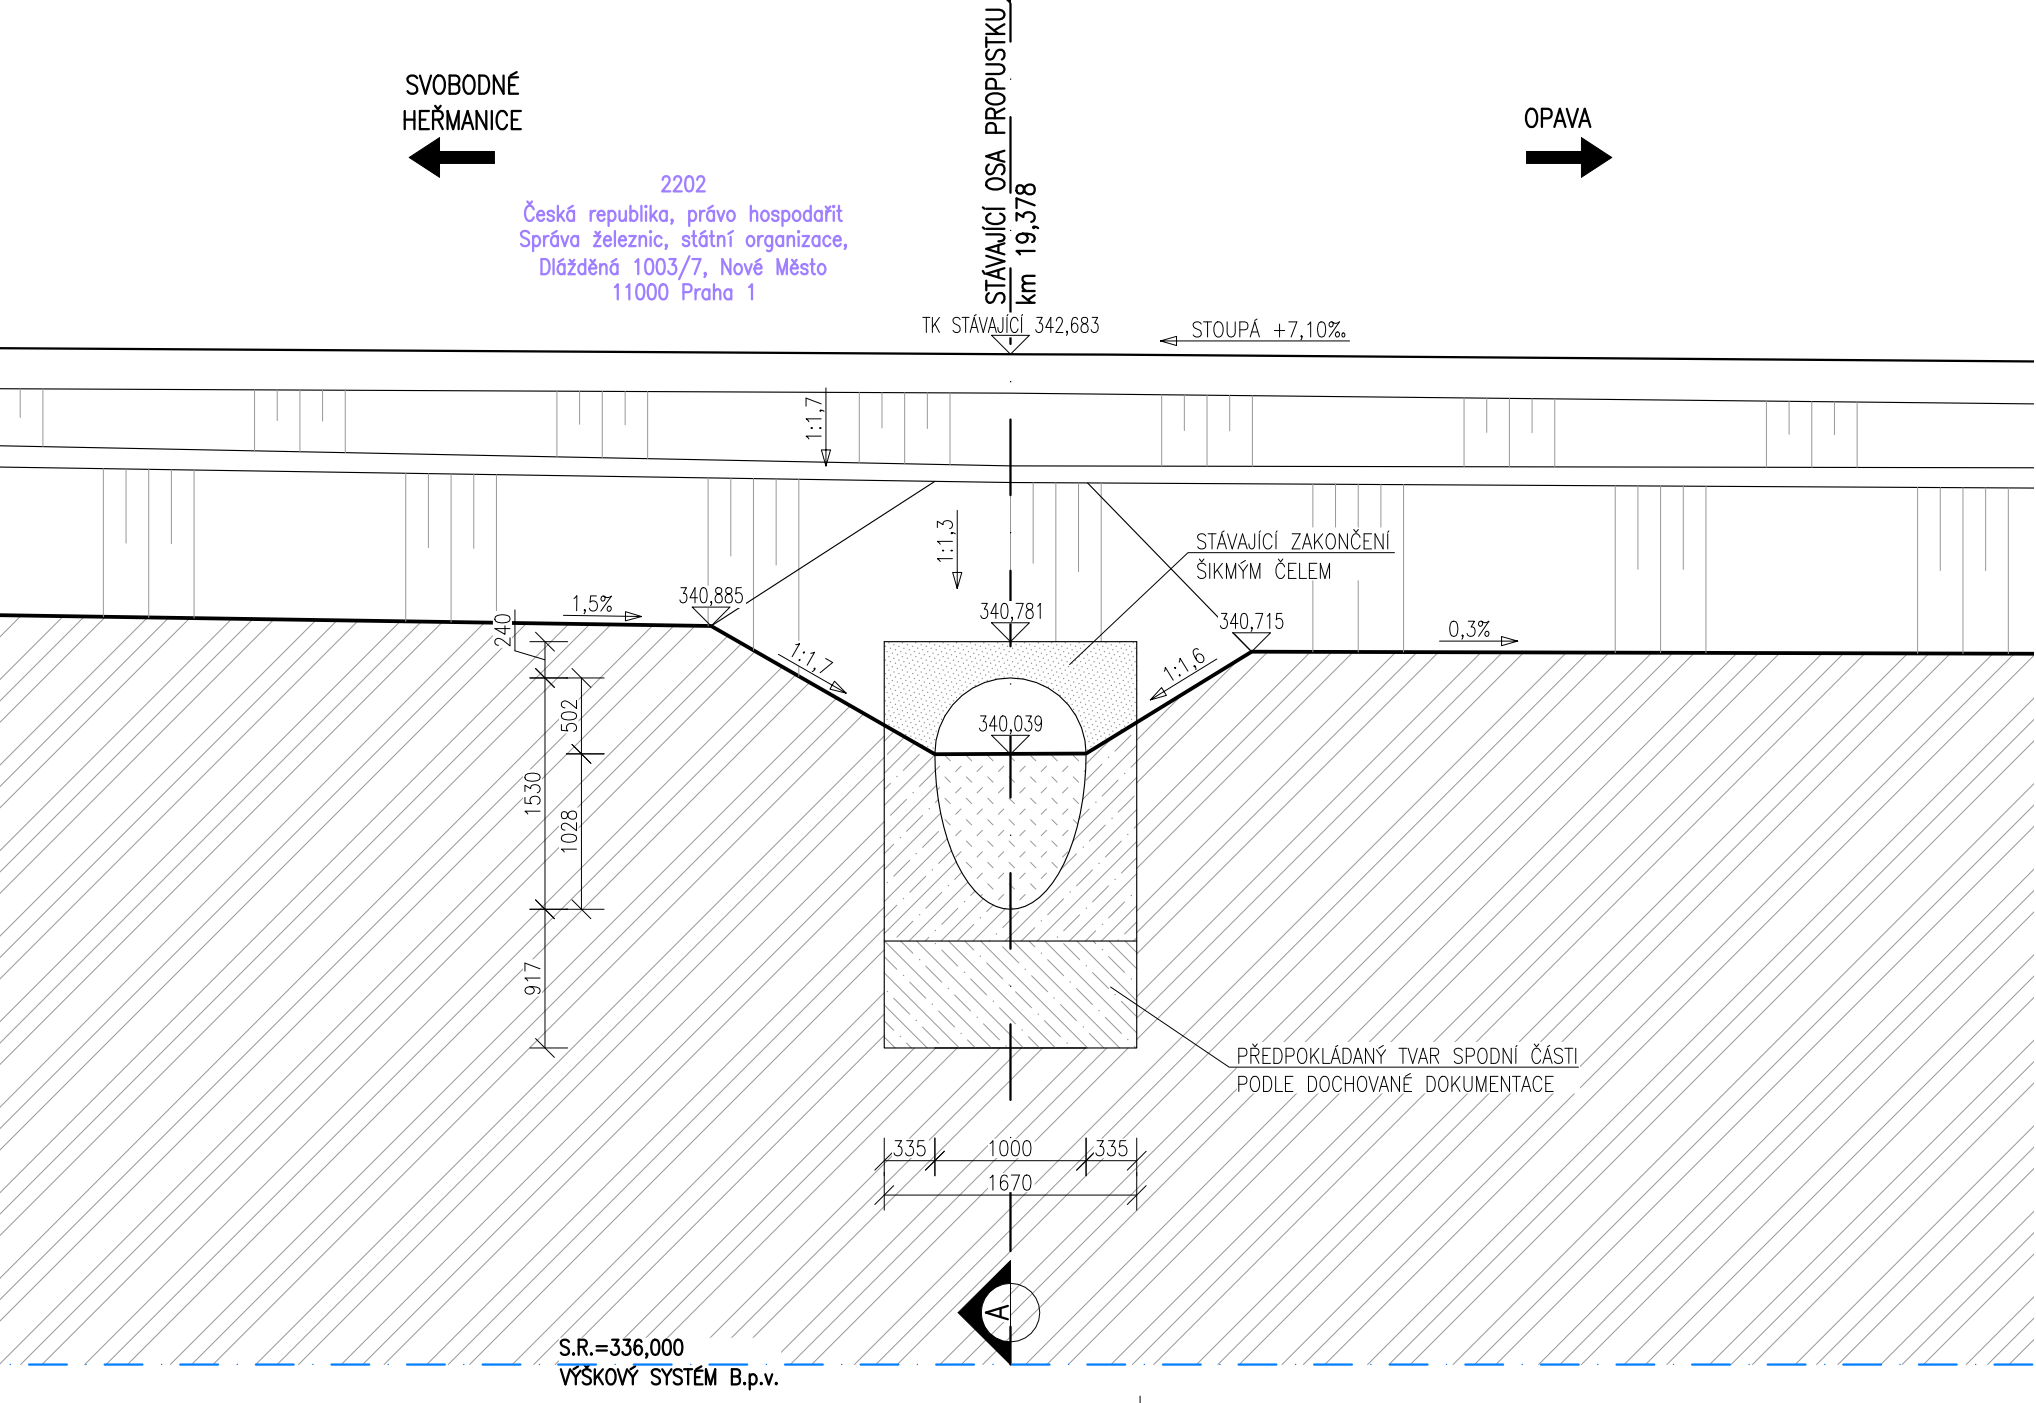 SVOBODNÉ
HEŘMANICE
OPAVA
STÁVAJÍCÍ OSA PROPUSTKU
km 19,378
2202
Česká republika, právo hospodařit
Správa železnic, státní organizace,
Dlážděná 1003/7, Nové Město
11000 Praha 1
TK STÁVAJÍCÍ 342,683
STOUPÁ +7,10‰
1:1,7
1:1,3
STÁVAJÍCÍ ZAKONČENÍ
ŠIKMÝM ČELEM
340,885
1,5%
340,781
340,715
0,3%
240
1:1,7
1:1,6
502
340,039
1530
1028
917
PŘEDPOKLÁDANÝ TVAR SPODNÍ ČÁSTI
PODLE DOCHOVANÉ DOKUMENTACE
335 1000 335
1670
A
S.R.=336,000
VÝŠKOVÝ SYSTÉM B.p.v.